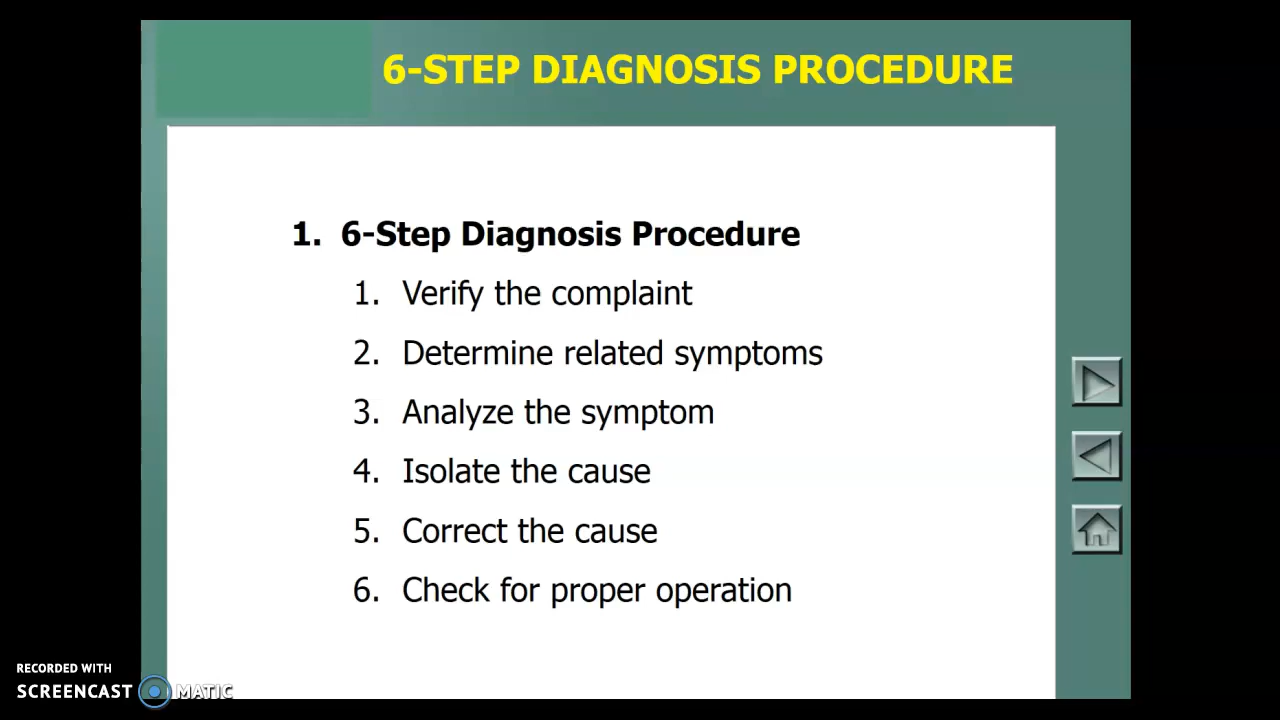 6-STEP DIAGNOSIS PROCEDURE
1. 6-Step Diagnosis Procedure
1. Verify the complaint
2. Determine related symptoms
3. Analyze the symptom
4. Isolate the cause
5. Correct the cause
6. Check for proper operation
RECORDED WITH
SCREENCAST MATIC